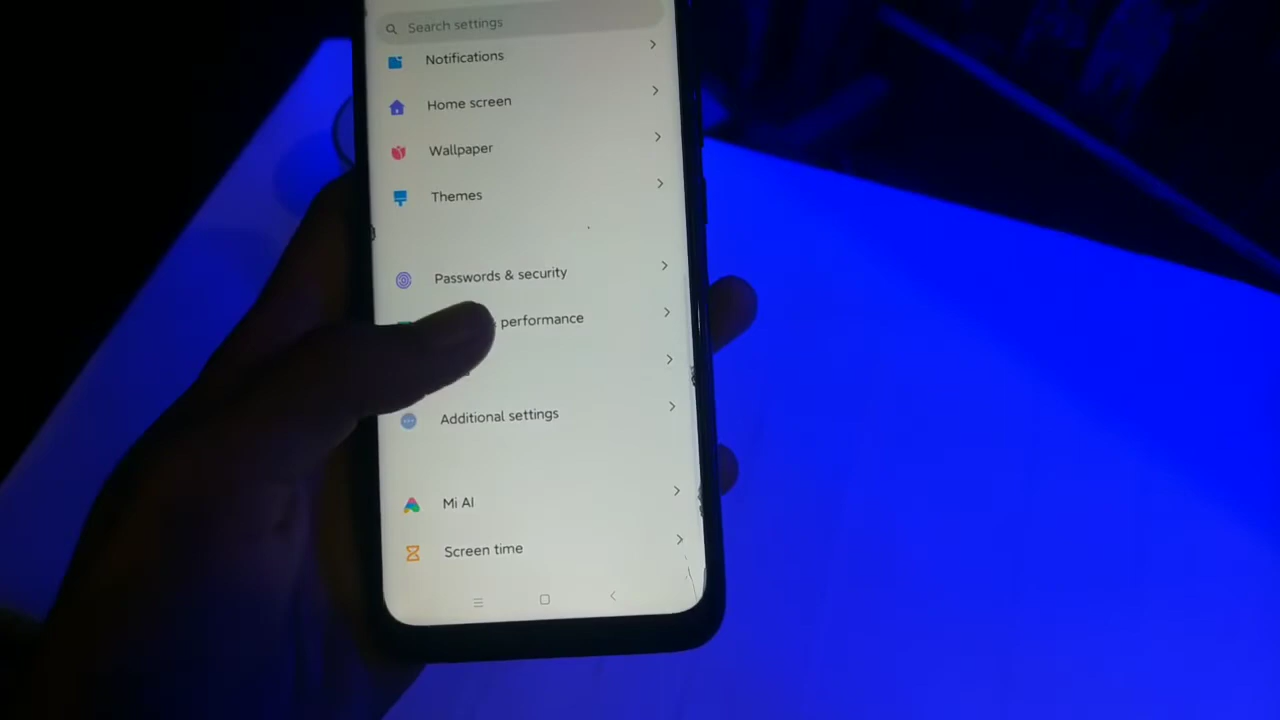 Search settings
Notifications
Home screen
Wallpaper
Themes
Passwords & security
performance
Additional settings
Mi AI
Screen time